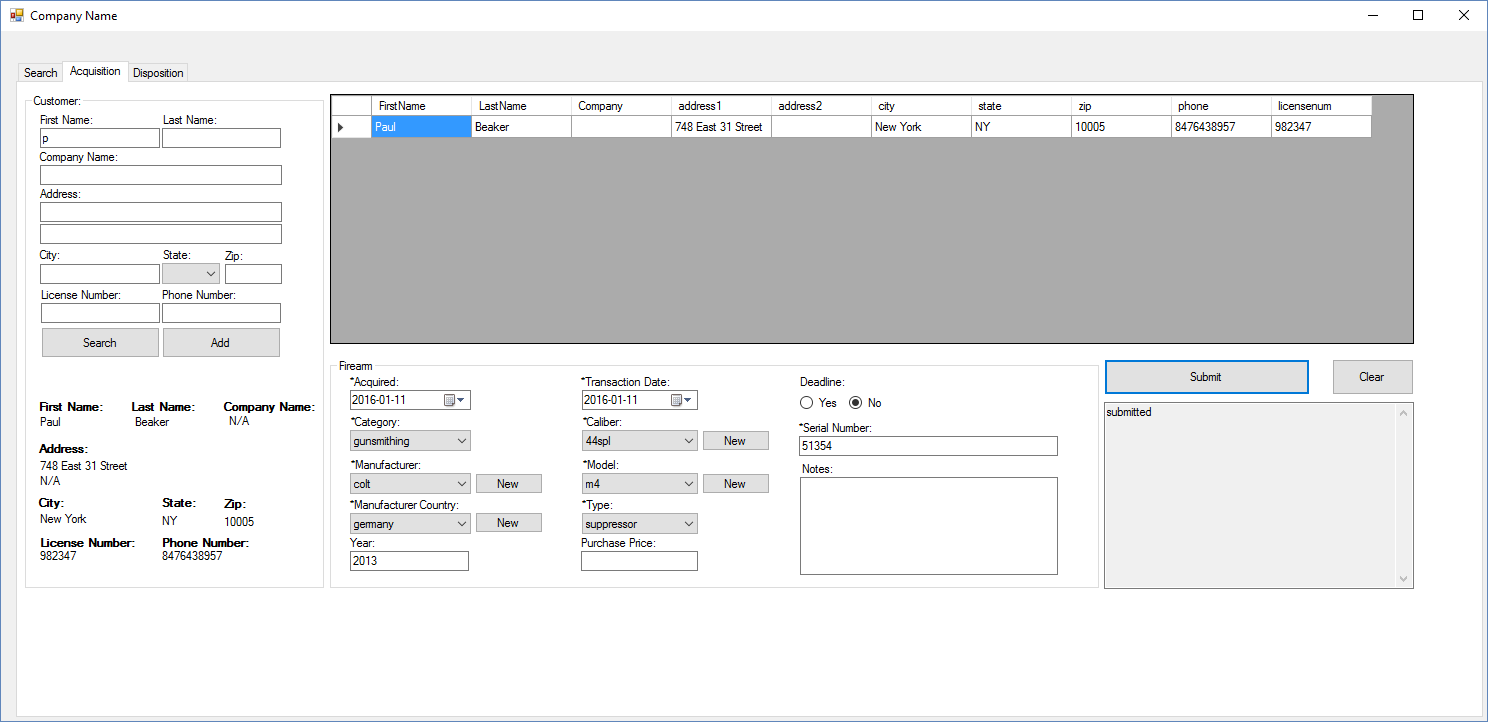 Company Name
Search Acquisition Disposition
Customer:
First Name: Last Name:
p
Company Name:
Address:
City: State: Zip:
License Number: Phone Number:
Search Add
First Name: Last Name: Company Name:
Paul Beaker N/A
Address:
748 East 31 Street
N/A
City: State: Zip:
New York NY 10005
License Number: Phone Number:
982347 8476438957
FirstName LastName Company address1 address2 city state zip phone licensenum
Paul Beaker 748 East 31 Street New York NY 10005 8476438957 982347
Firearm
*Acquired: *Transaction Date: Deadline:
2016-01-11 2016-01-11 Yes No
*Category: *Caliber: *Serial Number:
gunsmithing 44spl New 51354
*Manufacturer: *Model: Notes:
colt New m4 New
*Manufacturer Country: *Type:
germany New suppressor
Year: Purchase Price:
2013
Submit Clear
submitted